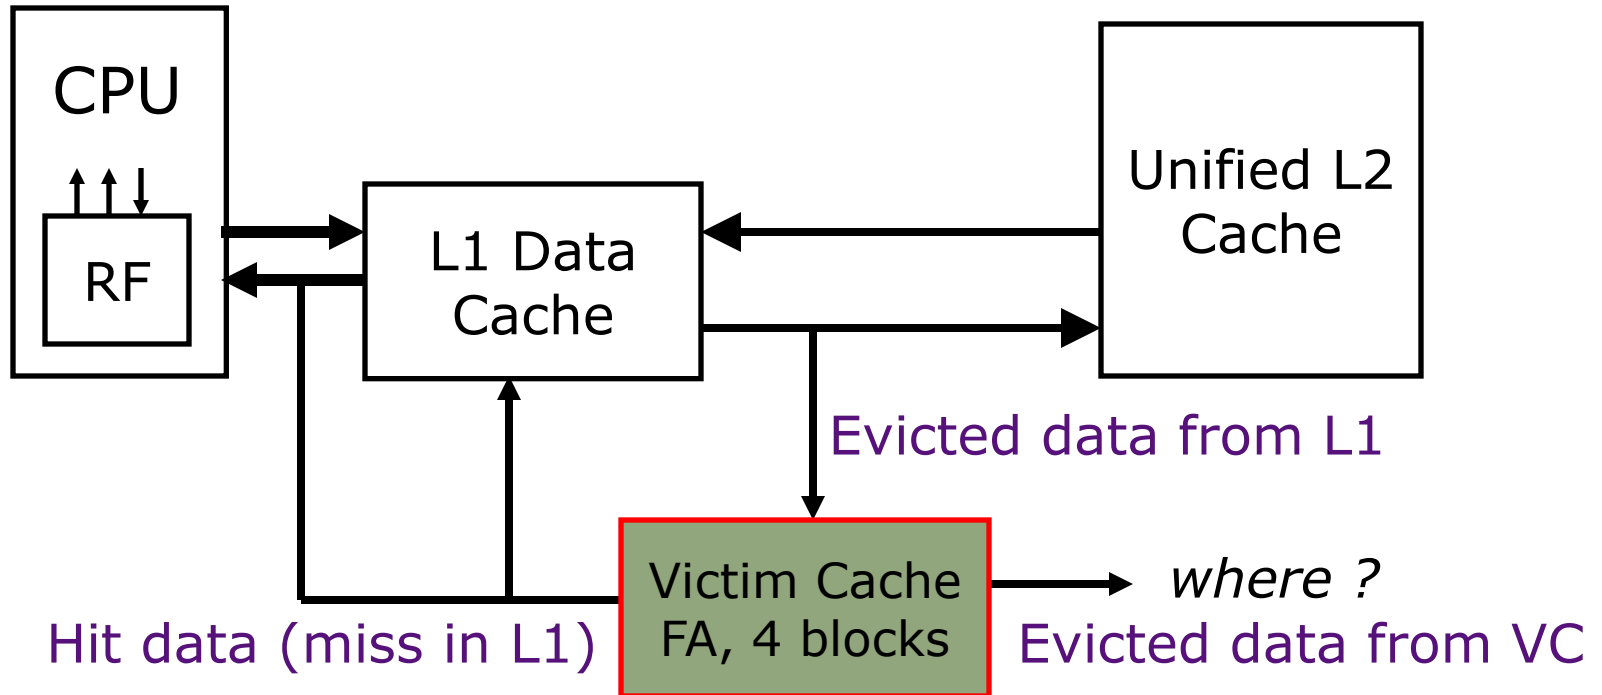 CPU
RF
L1 Data
Cache
Unified L2
Cache
Evicted data from L1
Victim Cache
FA, 4 blocks
where ?
Hit data (miss in L1)
Evicted data from VC